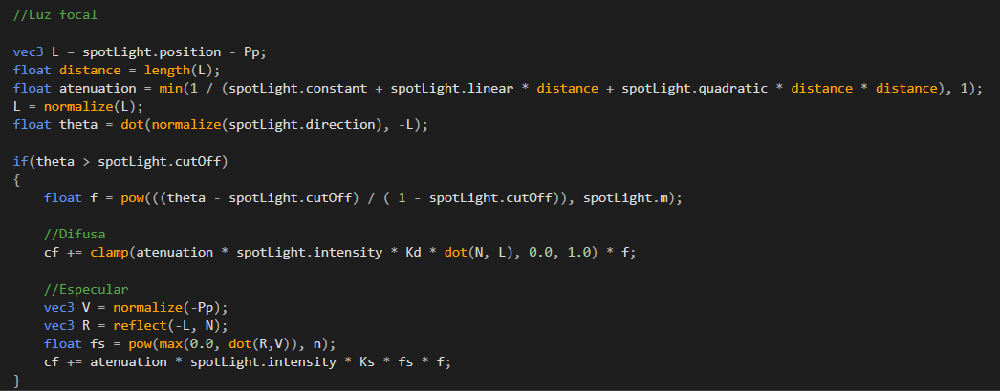 //Luz focal
vec3 L = spotLight.position - Pp;
float distance = length(L);
float atenuation = min(1 / (spotLight.constant + spotLight.linear * distance + spotLight.quadratic * distance * distance), 1);
L = normalize(L);
float theta = dot(normalize(spotLight.direction), -L);
if(theta > spotLight.cutOff)
{
float f = pow(((theta - spotLight.cutOff) / ( 1 - spotLight.cutOff)), spotLight.m);
//Difusa
cf += clamp(atenuation * spotLight.intensity * Kd * dot(N, L), 0.0, 1.0) * f;
//Especular
vec3 V = normalize(-Pp);
vec3 R = reflect(-L, N);
float fs = pow(max(0.0, dot(R,V)), n);
cf += atenuation * spotLight.intensity * Ks * fs * f;
}